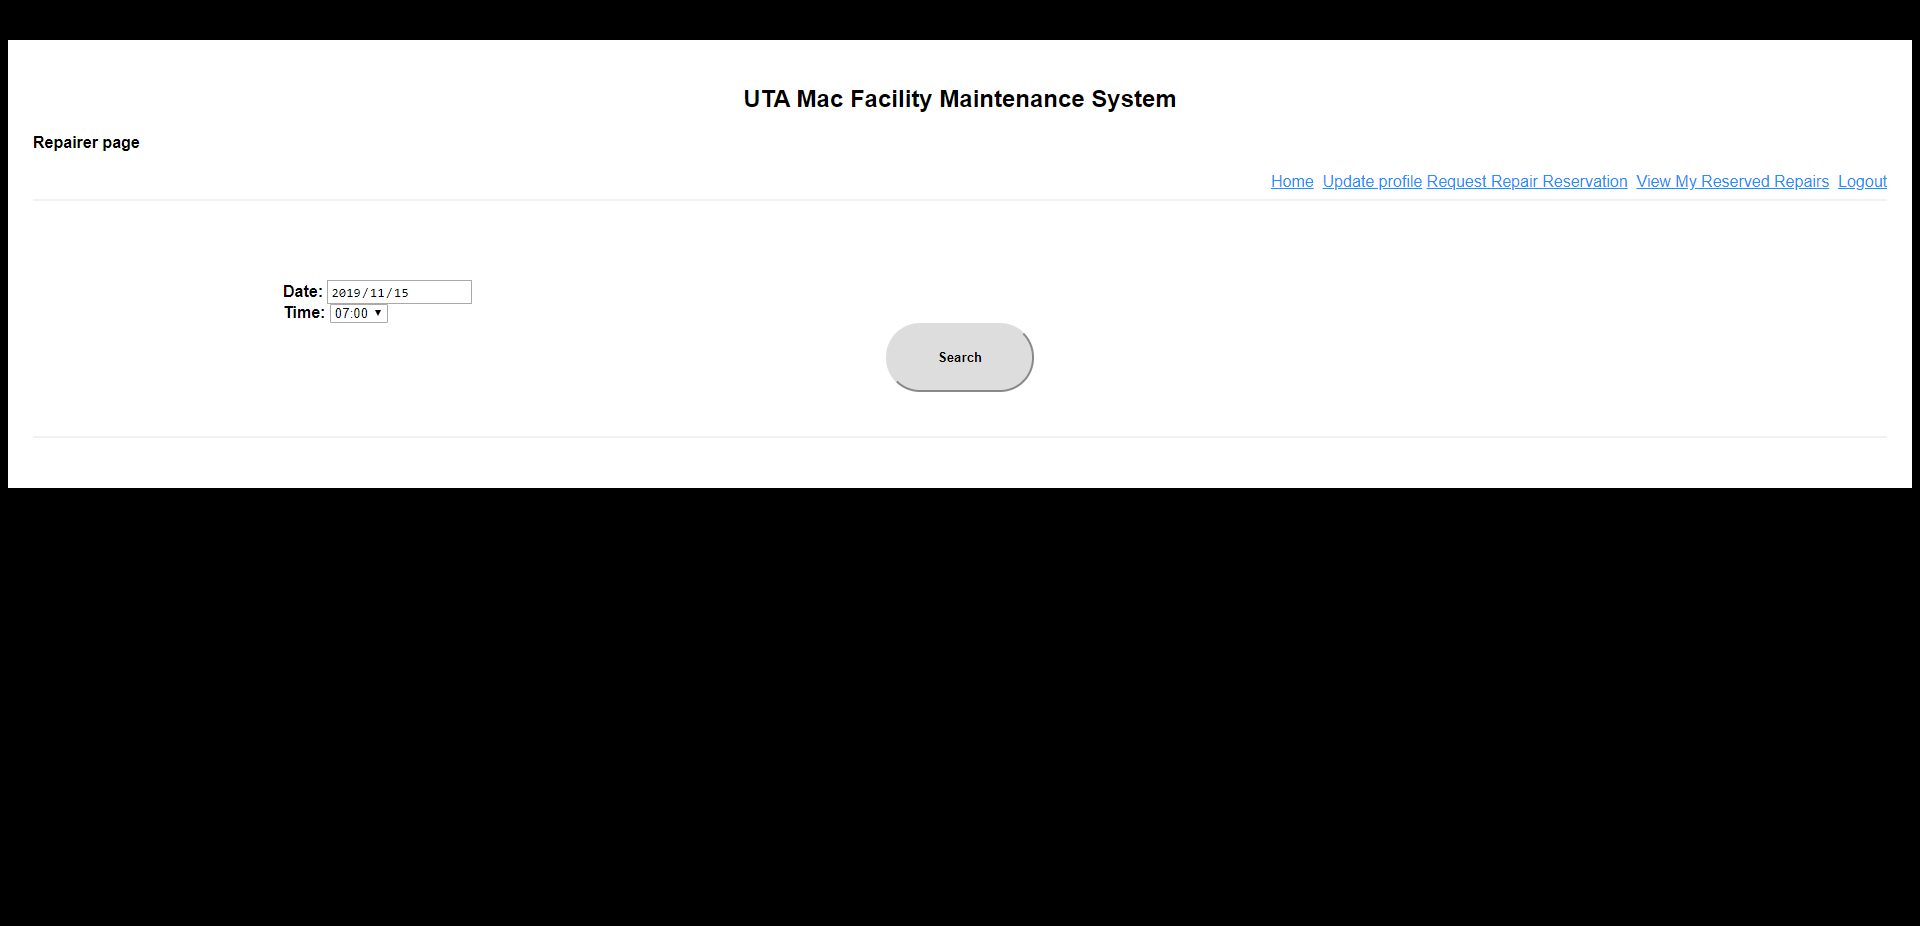 UTA Mac Facility Maintenance System
Repairer page
Home Update profile Request Repair Reservation View My Reserved Repairs Logout
Date: 2019/11/15
Time: 07:00
Search